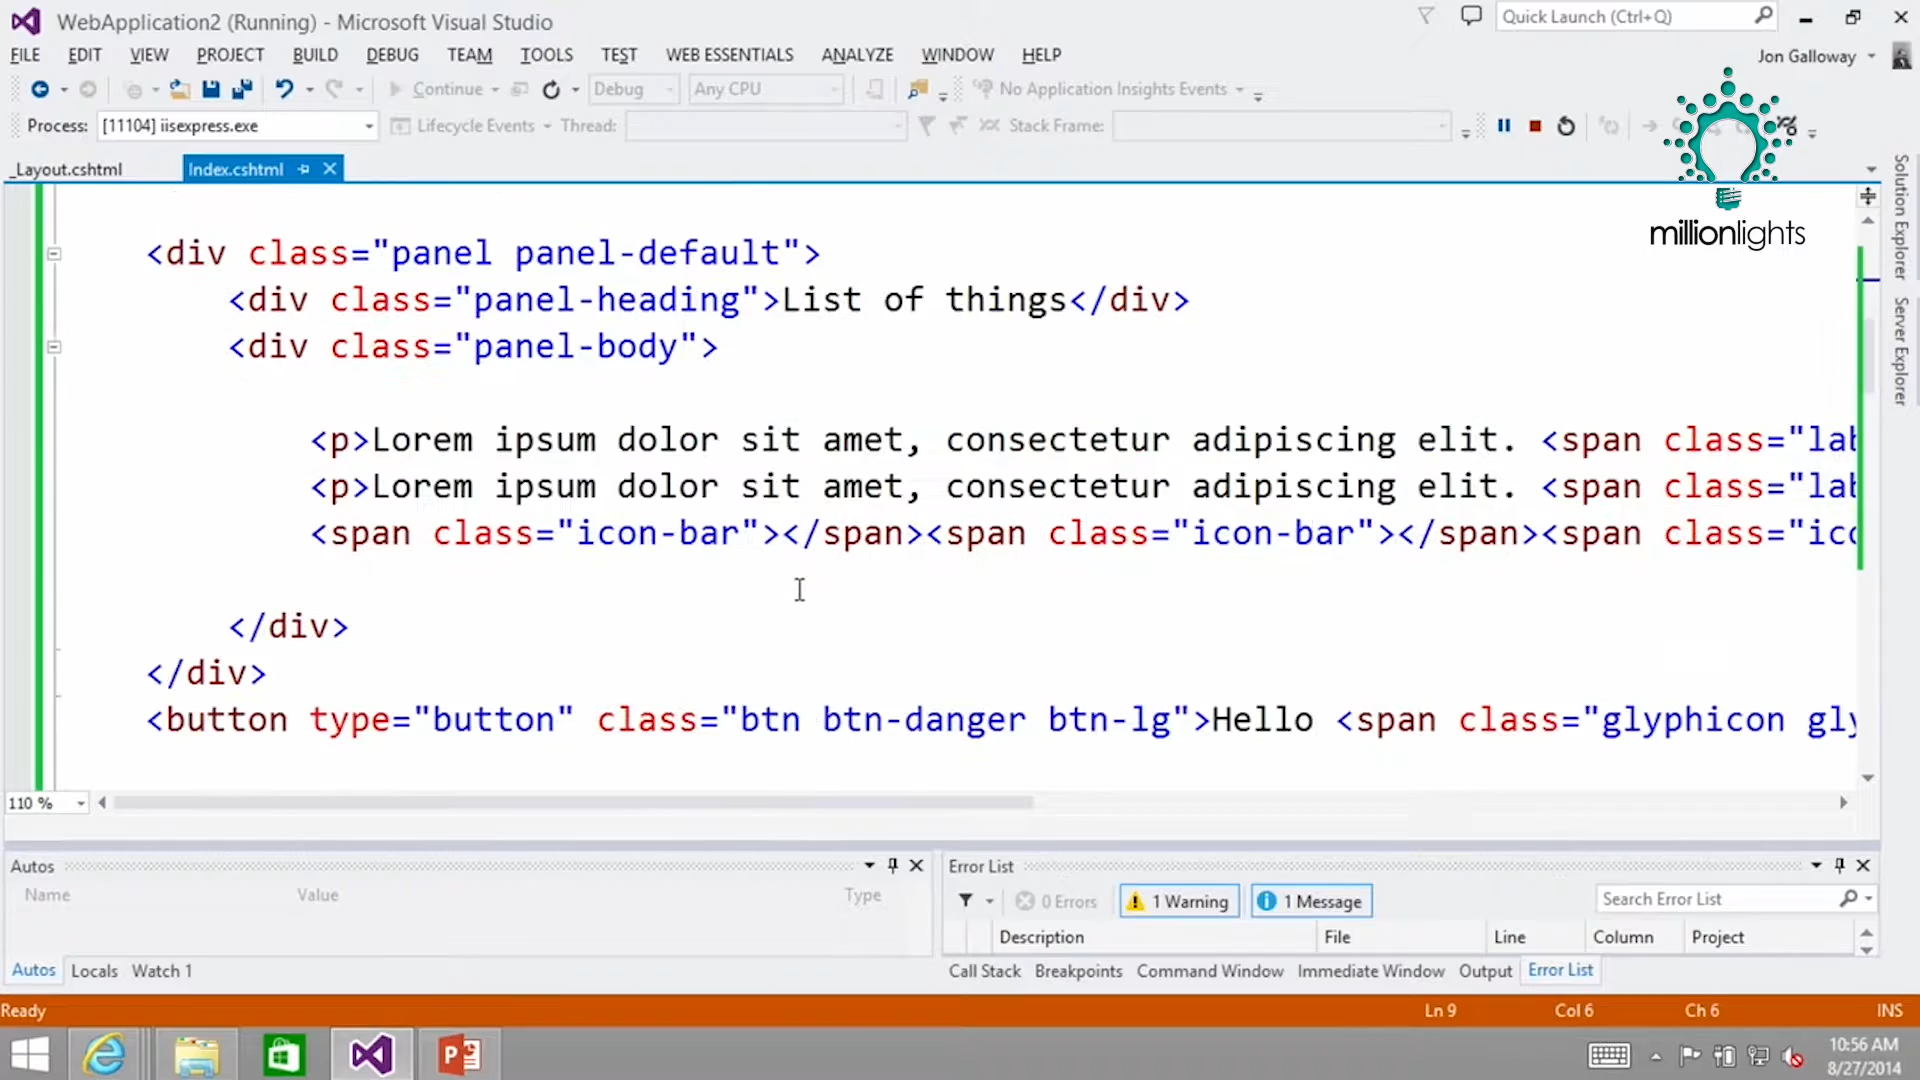 WebApplication2 (Running) - Microsoft Visual Studio
Quick Launch (Ctrl+Q)
FILE EDIT VIEW PROJECT BUILD DEBUG TEAM TOOLS TEST WEB ESSENTIALS ANALYZE WINDOW HELP
Jon Galloway
Continue Debug Any CPU No Application Insights Events
Process: [11104] iisexpress.exe Lifecycle Events Thread: Stack Frame:
_Layout.cshtml Index.cshtml
millionlights
Solution Explorer
Server Explorer
<div class="panel panel-default">
<div class="panel-heading">List of things</div>
<div class="panel-body">
<p>Lorem ipsum dolor sit amet, consectetur adipiscing elit. <span class="lab
<p>Lorem ipsum dolor sit amet, consectetur adipiscing elit. <span class="lab
<span class="icon-bar"></span><span class="icon-bar"></span><span class="ico
</div>
</div>
<button type="button" class="btn btn-danger btn-lg">Hello <span class="glyphicon gly
110 %
Autos
Name Value Type
Autos Locals Watch 1
Error List
0 Errors 1 Warning 1 Message Search Error List
Description File Line Column Project
Call Stack Breakpoints Command Window Immediate Window Output Error List
Ready Ln 9 Col 6 Ch 6 INS
10:56 AM
8/27/2014